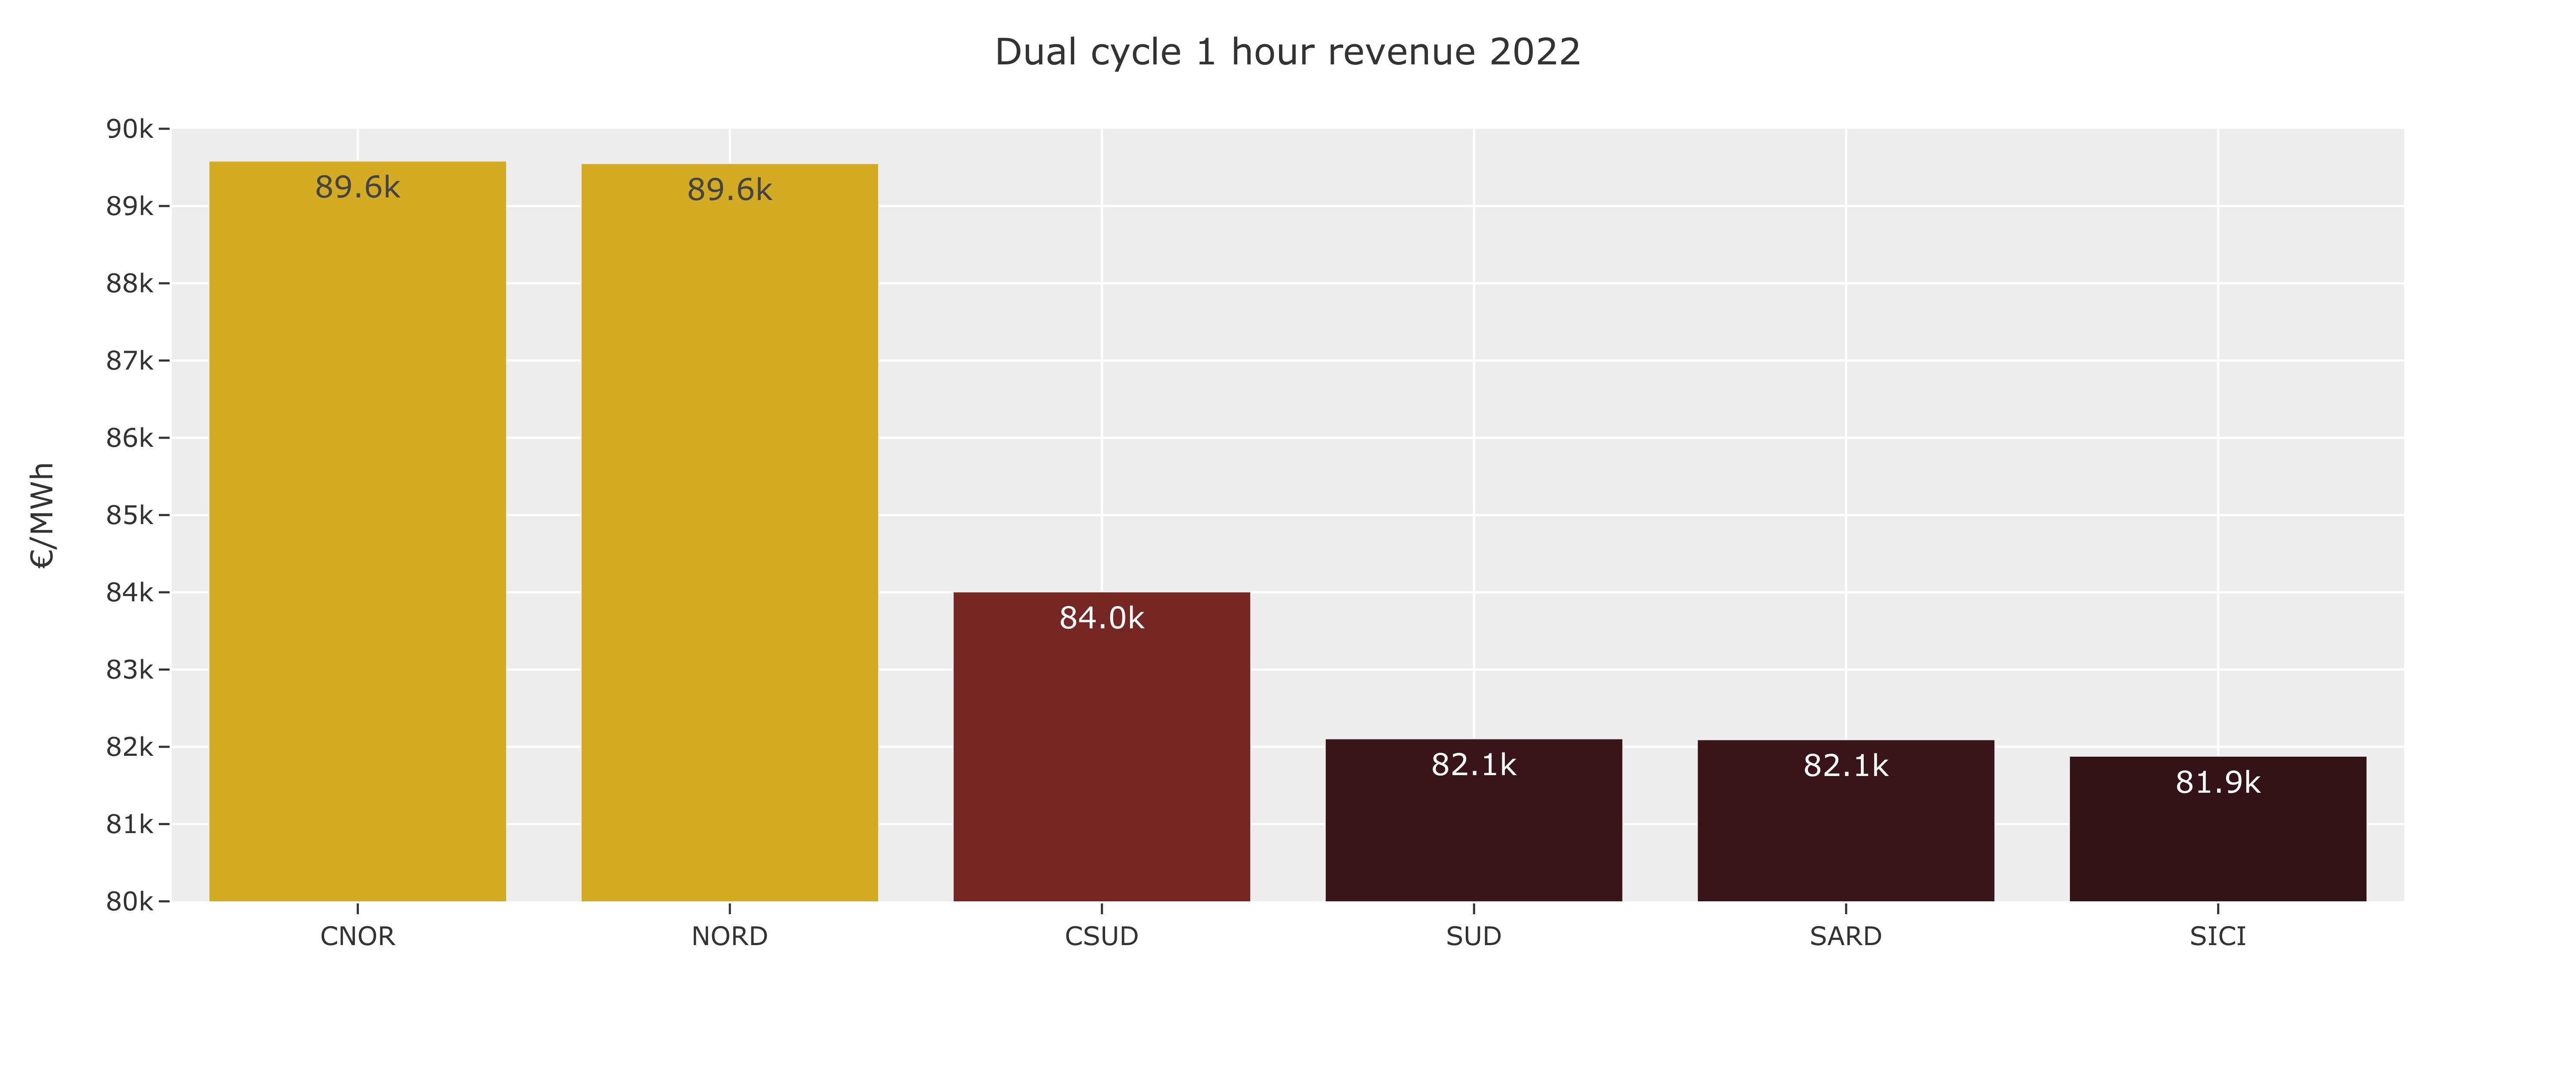 Dual cycle 1 hour revenue 2022
€/MWh
90k
89k
88k
87k
86k
85k
84k
83k
82k
81k
80k
89.6k
89.6k
84.0k
82.1k
82.1k
81.9k
CNOR
NORD
CSUD
SUD
SARD
SICI